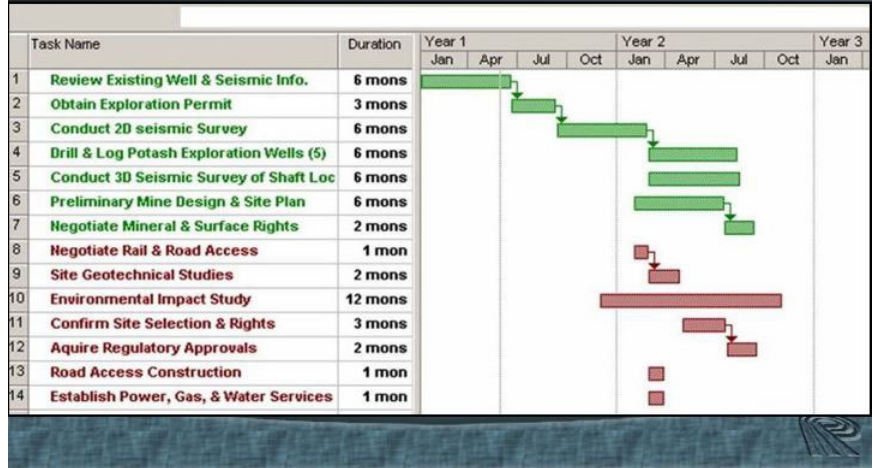 Task Name Duration Year 1 Year 2 Year 3
Jan Apr Jul Oct Jan Apr Jul Oct Jan
1 Review Existing Well & Seismic Info. 6 mons
2 Obtain Exploration Permit 3 mons
3 Conduct 2D seismic Survey 6 mons
4 Drill & Log Potash Exploration Wells (5) 6 mons
5 Conduct 3D Seismic Survey of Shaft Loc 6 mons
6 Preliminary Mine Design & Site Plan 6 mons
7 Negotiate Mineral & Surface Rights 2 mons
8 Negotiate Rail & Road Access 1 mon
9 Site Geotechnical Studies 2 mons
10 Environmental Impact Study 12 mons
11 Confirm Site Selection & Rights 3 mons
12 Aquire Regulatory Approvals 2 mons
13 Road Access Construction 1 mon
14 Establish Power, Gas, & Water Services 1 mon